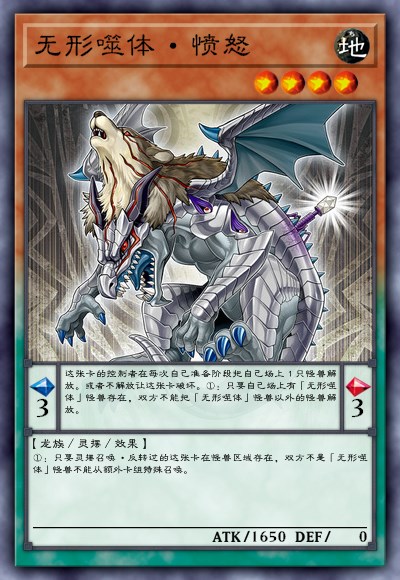 无形噬体·愤怒
地
这张卡的控制者在每次自己准备阶段把自己场上1只怪兽解
放。或者不解放让这张卡破坏。①:只要自己场上有「无形噬
体」怪兽存在,双方不能把「无形噬体」怪兽以外的怪兽解
放。
3
3
【龙族/灵摆/效果】
①:只要灵摆召唤·反转过的这张卡在怪兽区域存在,双方不是「无形噬
体」怪兽不能从额外卡组特殊召唤。
ATK/1650 DEF/ 0